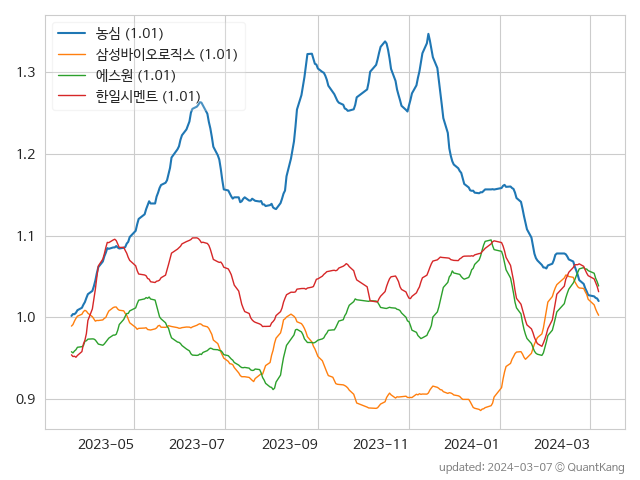 농심 (1.01)
삼성바이오로직스 (1.01)
에스원 (1.01)
한일시멘트 (1.01)
1.3
1.2
1.1
1.0
0.9
2023-05 2023-07 2023-09 2023-11 2024-01 2024-03
updated: 2024-03-07 © QuantKang